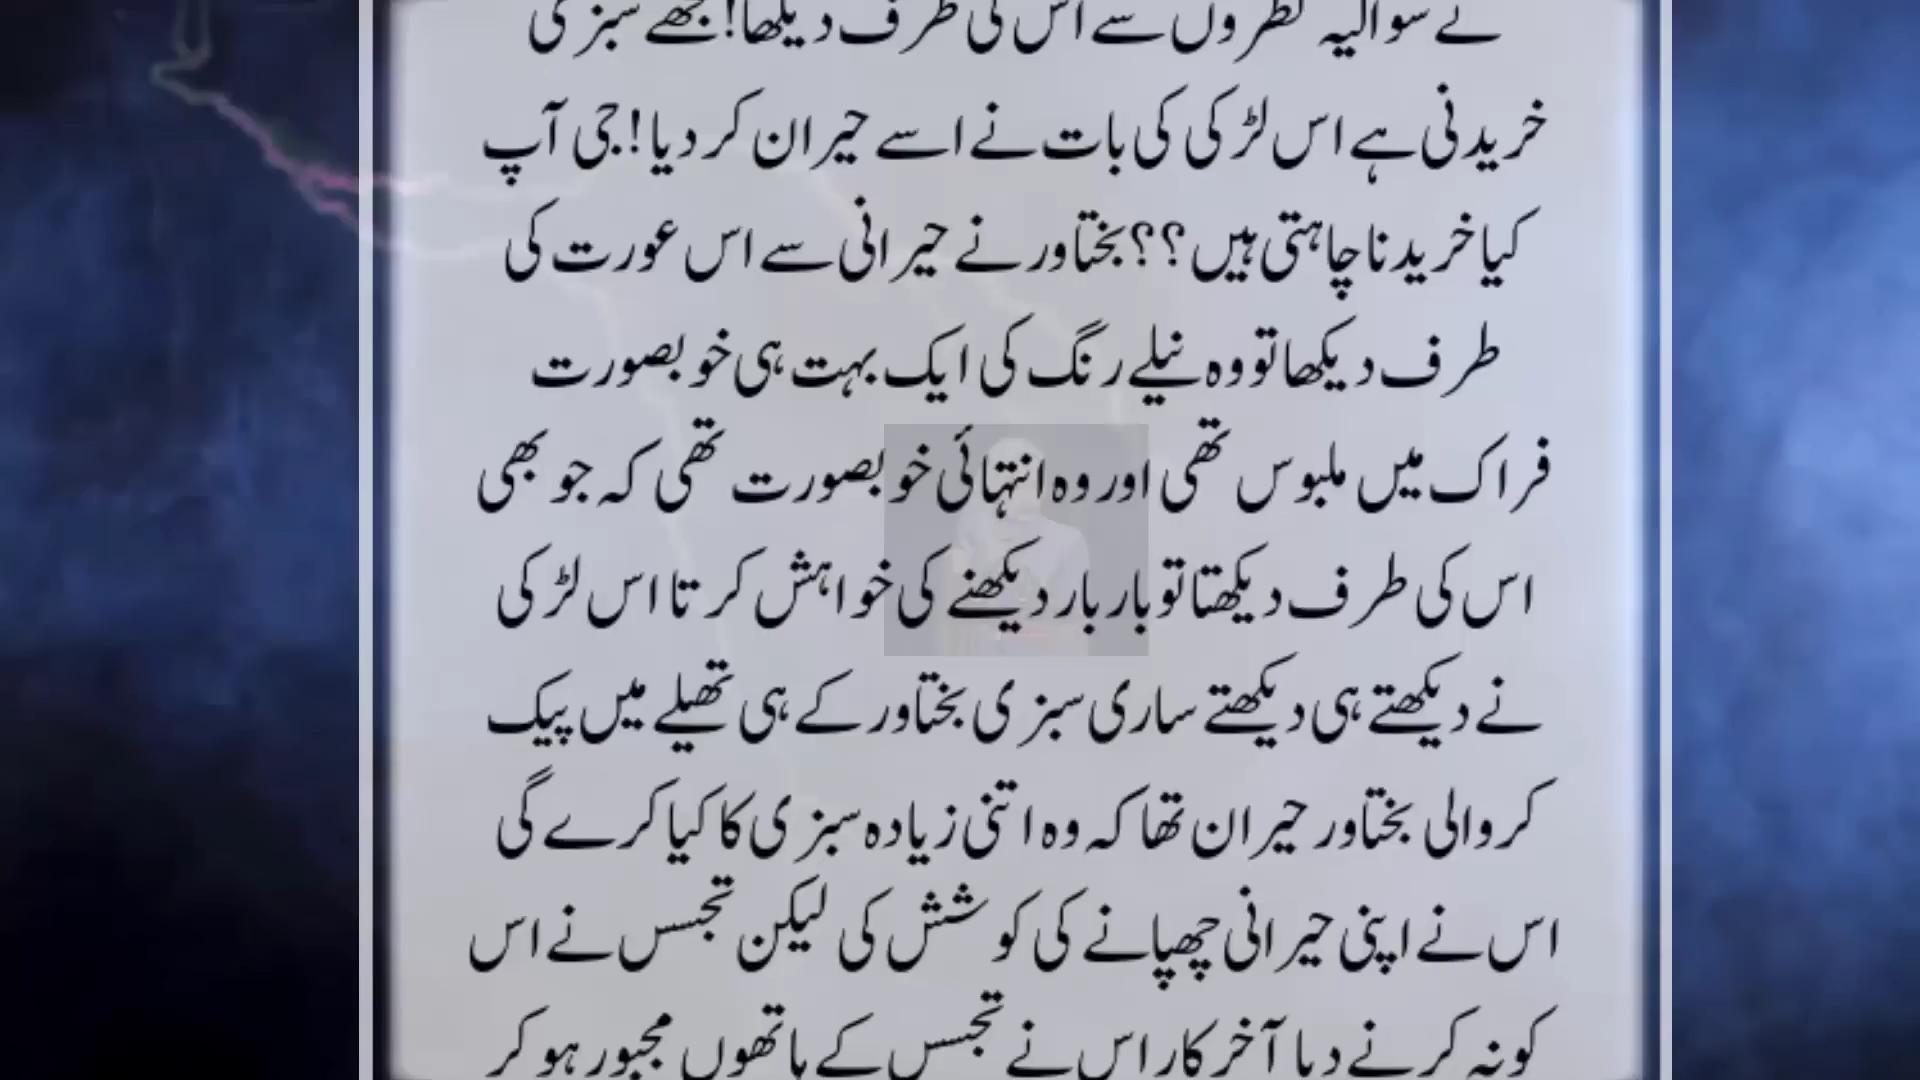 نے سوالیہ نظروں سے اس کی طرف دیکھا! مجھے سبزی
خریدنی ہے اس لڑکی کی بات نے اسے حیران کر دیا! جی آپ
کیا خریدنا چاہتی ہیں ؟؟ بختاور نے حیرانی سے اس عورت کی
طرف دیکھا تو وہ نیلے رنگ کی ایک بہت ہی خوبصورت
فراک میں ملبوس تھی اور وہ انتہائی خوبصورت تھی کہ جو بھی
اس کی طرف دیکھتا تو بار بار دیکھنے کی خواہش کرتا اس لڑکی
نے دیکھتے ہی دیکھتے ساری سبزی بختاور کے ہی تھیلے میں پیک
کروالی بختاور حیران تھا کہ وہ اتنی زیادہ سبزی کا کیا کرے گی
اس نے اپنی حیرانی چھپانے کی کوشش کی لیکن تجسس نے اس
کو نہ کرنے دیا آخر کار اس نے تجسس کے ہاتھوں مجبور ہو کر